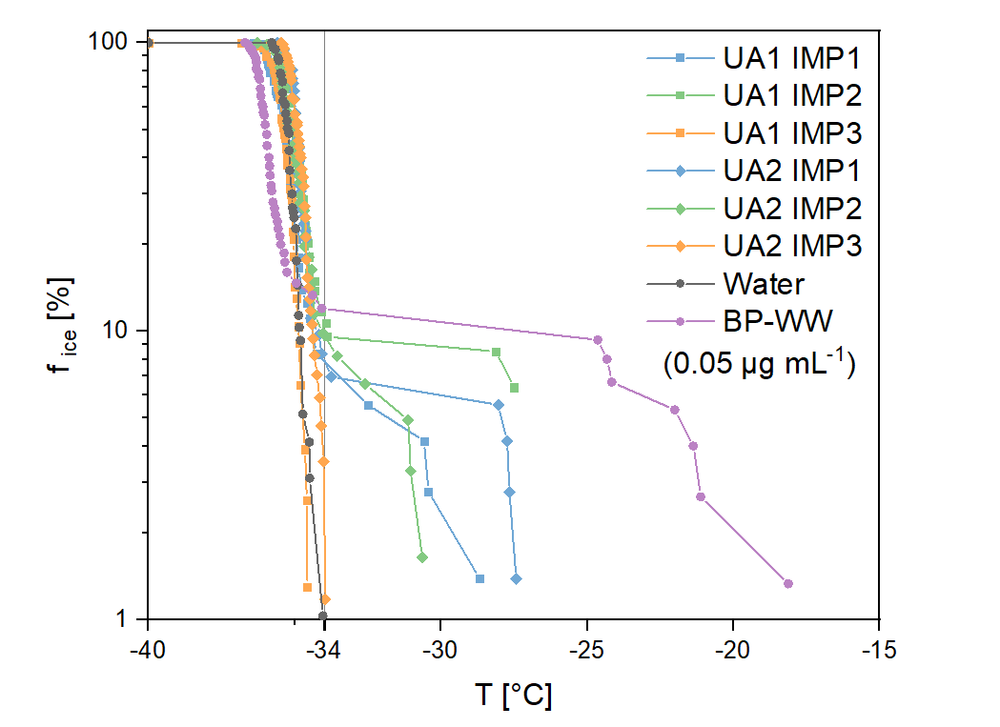 100
10
1
-40
-34
-30
-25
-20
-15
T [°C]
f ice [%]
UA1 IMP1
UA1 IMP2
UA1 IMP3
UA2 IMP1
UA2 IMP2
UA2 IMP3
Water
BP-WW
(0.05 µg mL-1)